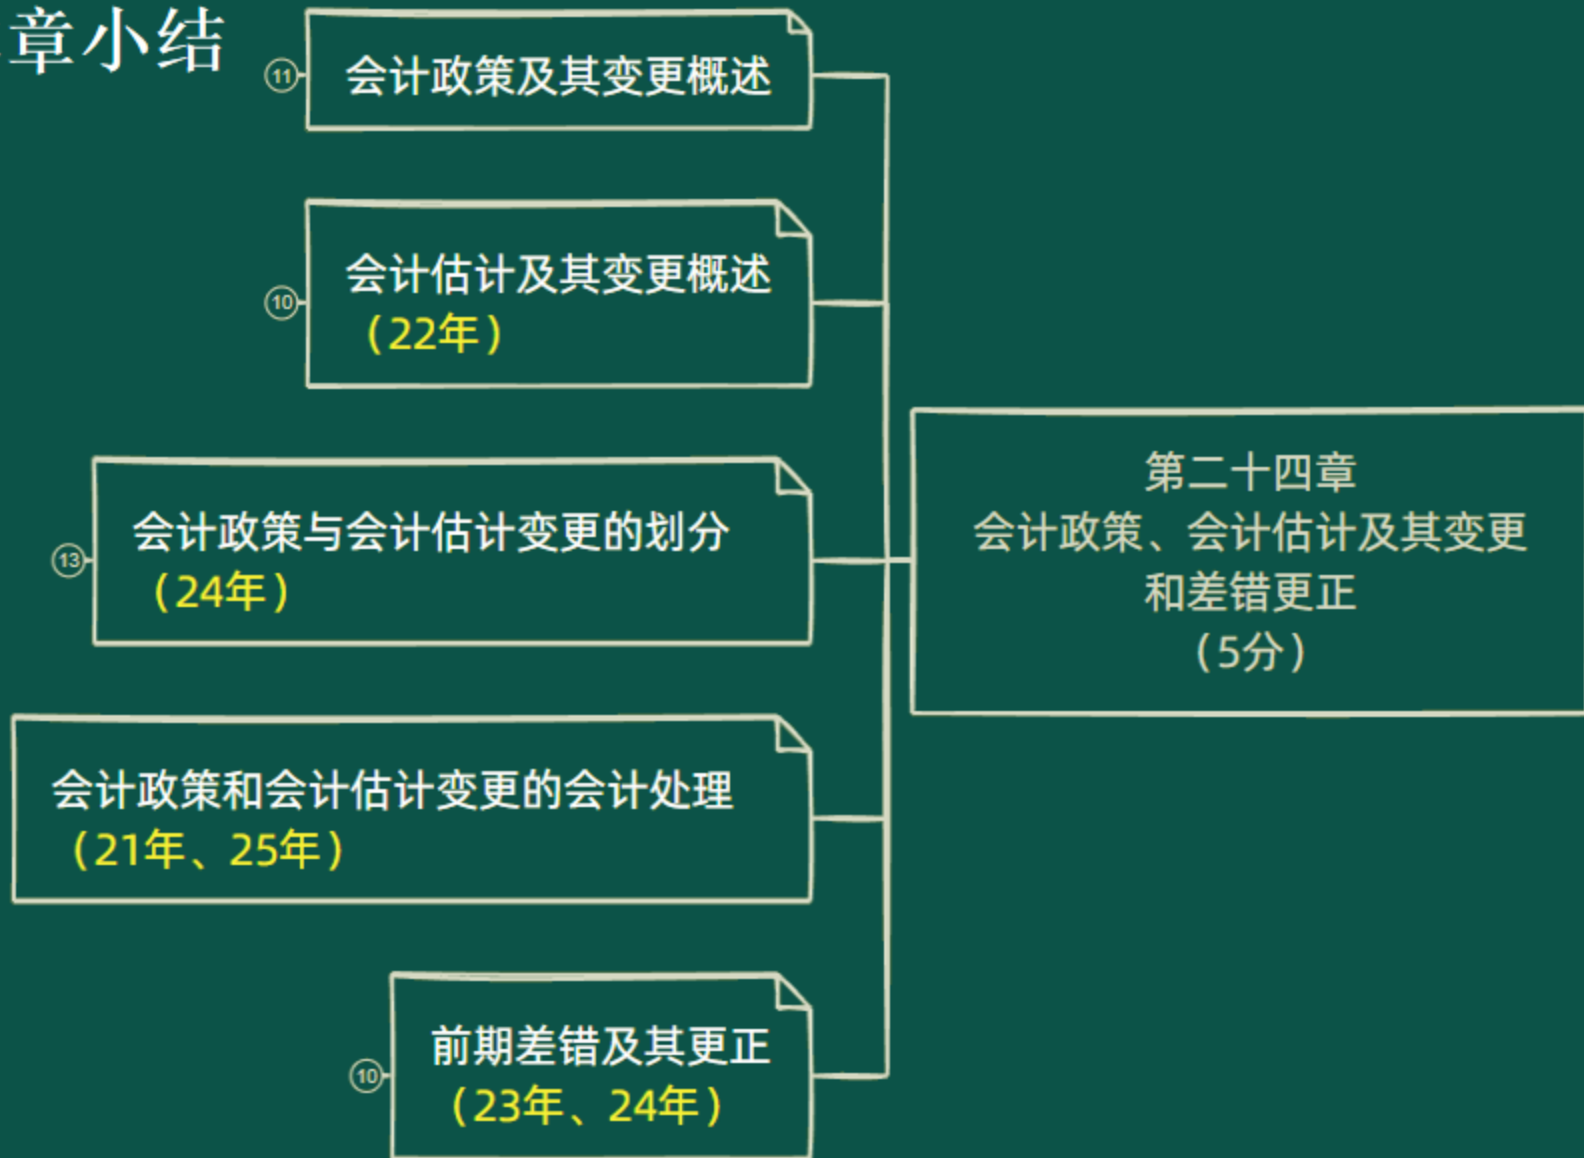 章小结
11
会计政策及其变更概述
10
会计估计及其变更概述
（22年）
13
会计政策与会计估计变更的划分
（24年）
会计政策和会计估计变更的会计处理
（21年、25年）
10
前期差错及其更正
（23年、24年）
第二十四章
会计政策、会计估计及其变更
和差错更正
（5分）